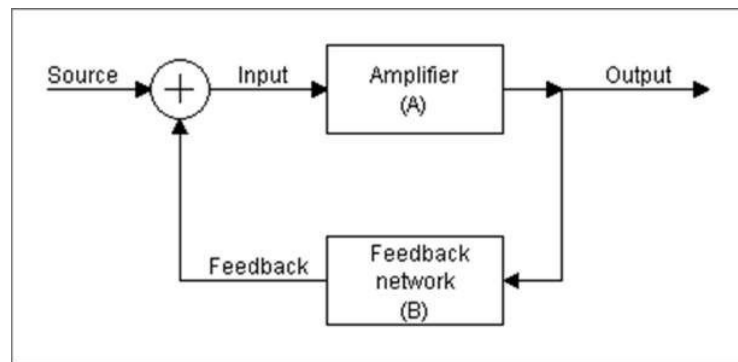 Source
+
Input
Amplifier
(A)
Output
Feedback
Feedback
network
(B)